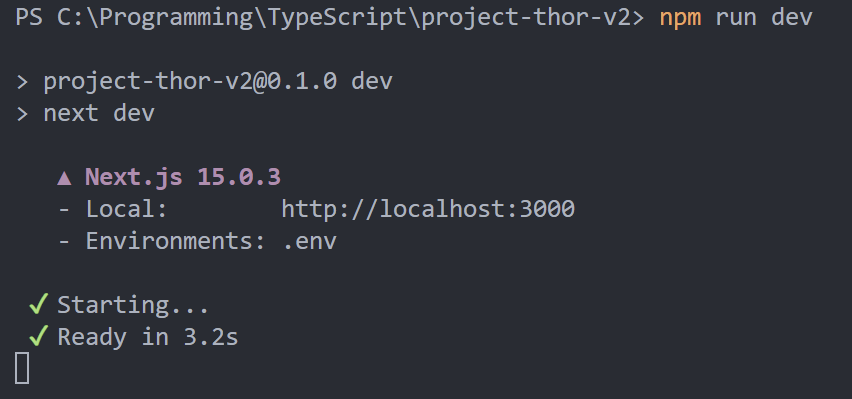 PS C:\Programming\TypeScript\project-thor-v2> npm run dev
> project-thor-v2@0.1.0 dev
> next dev
▲ Next.js 15.0.3
- Local: http://localhost:3000
- Environments: .env
✓ Starting...
✓ Ready in 3.2s